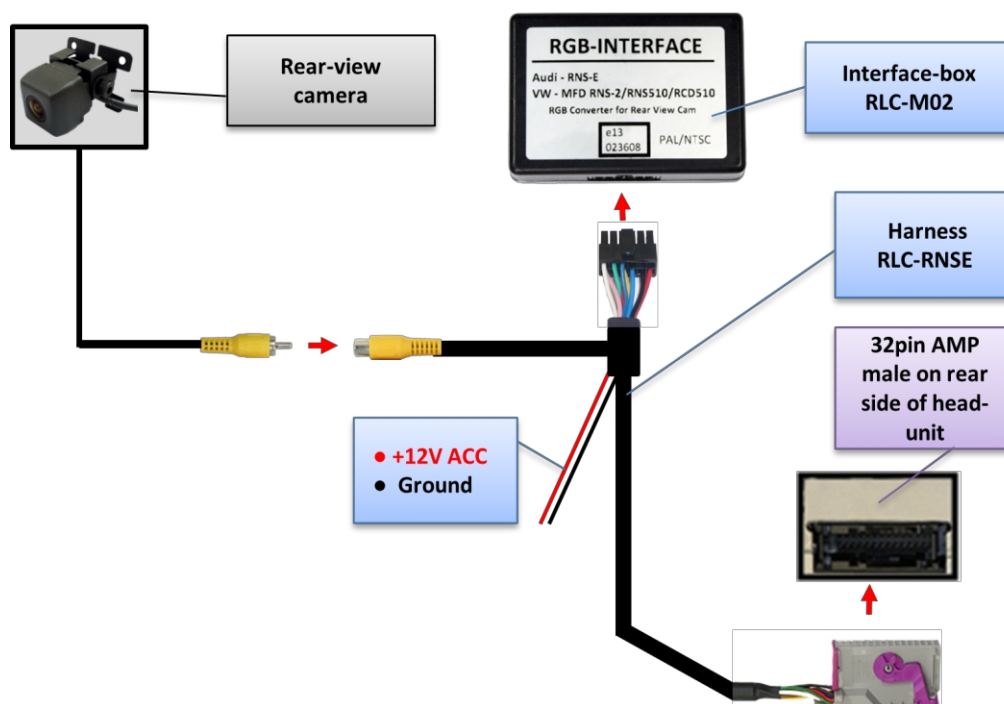 Rear-view
camera
RGB-INTERFACE
Audi - RNS-E
VW - MFD RNS-2/RNS510/RCD510
RGB Converter for Rear View Cam
e13
023608
PAL/NTSC
Interface-box
RLC-M02
Harness
RLC-RNSE
32pin AMP
male on rear
side of head-
unit
● +12V ACC
● Ground